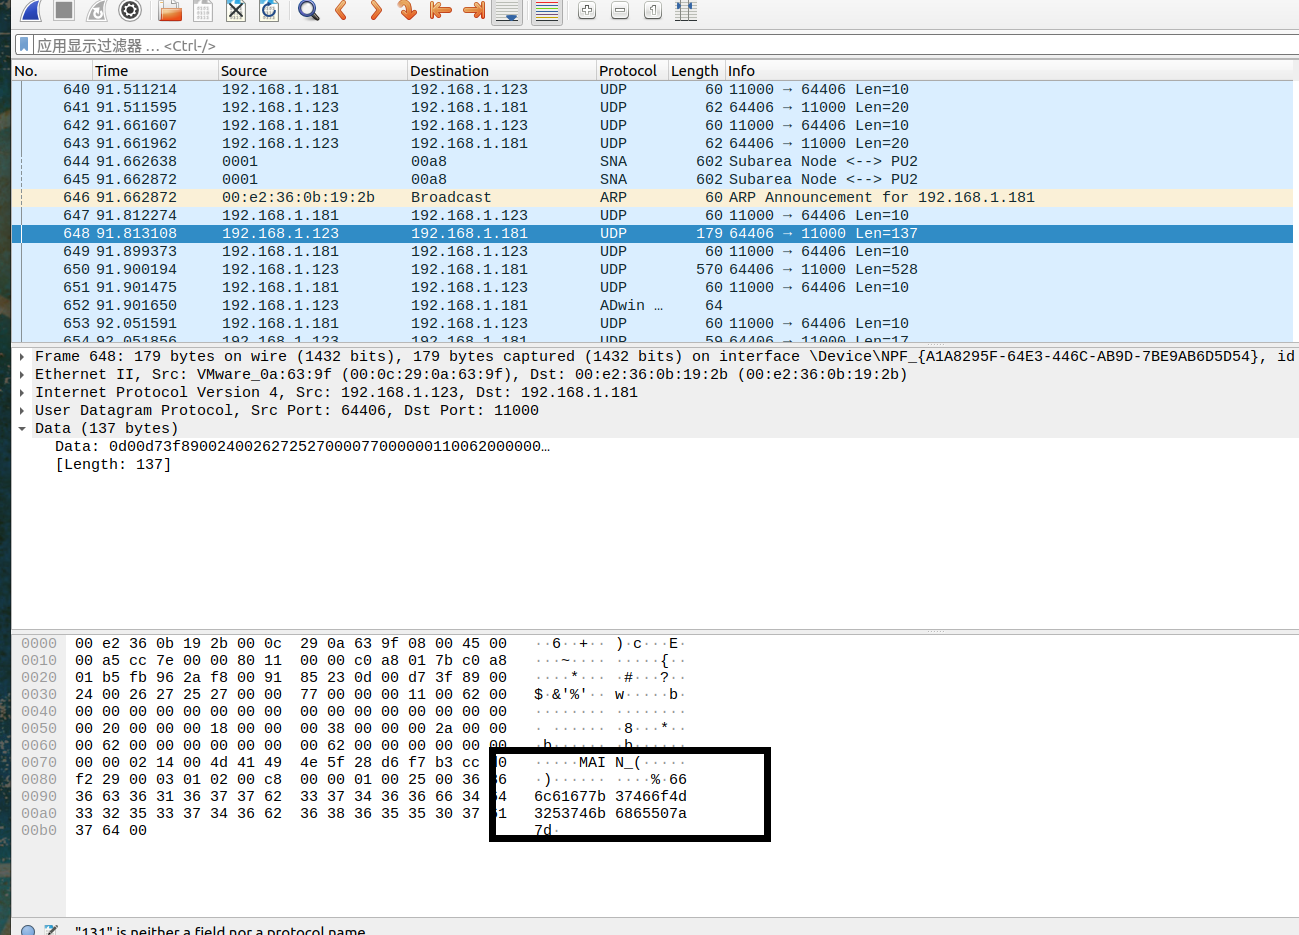 应用显示过滤器 … <Ctrl-/>
No. Time Source Destination Protocol Length Info
640 91.511214 192.168.1.181 192.168.1.123 UDP 60 11000 → 64406 Len=10
641 91.511595 192.168.1.123 192.168.1.181 UDP 62 64406 → 11000 Len=20
642 91.661607 192.168.1.181 192.168.1.123 UDP 60 11000 → 64406 Len=10
643 91.661962 192.168.1.123 192.168.1.181 UDP 62 64406 → 11000 Len=20
644 91.662638 0001 00a8 SNA 602 Subarea Node <--> PU2
645 91.662872 0001 00a8 SNA 602 Subarea Node <--> PU2
646 91.662872 00:e2:36:0b:19:2b Broadcast ARP 60 ARP Announcement for 192.168.1.181
647 91.812274 192.168.1.181 192.168.1.123 UDP 60 11000 → 64406 Len=10
648 91.813108 192.168.1.123 192.168.1.181 UDP 179 64406 → 11000 Len=137
649 91.899373 192.168.1.181 192.168.1.123 UDP 60 11000 → 64406 Len=10
650 91.900194 192.168.1.123 192.168.1.181 UDP 570 64406 → 11000 Len=528
651 91.901475 192.168.1.181 192.168.1.123 UDP 60 11000 → 64406 Len=10
652 91.901650 192.168.1.123 192.168.1.181 ADwin … 64
653 92.051591 192.168.1.181 192.168.1.123 UDP 60 11000 → 64406 Len=10
654 92.051856 192.168.1.123 192.168.1.181 UDP 59 64406 → 11000 Len=17
Frame 648: 179 bytes on wire (1432 bits), 179 bytes captured (1432 bits) on interface \Device\NPF_{A1A8295F-64E3-446C-AB9D-7BE9AB6D5D54}, id
Ethernet II, Src: VMware_0a:63:9f (00:0c:29:0a:63:9f), Dst: 00:e2:36:0b:19:2b (00:e2:36:0b:19:2b)
Internet Protocol Version 4, Src: 192.168.1.123, Dst: 192.168.1.181
User Datagram Protocol, Src Port: 64406, Dst Port: 11000
Data (137 bytes)
Data: 0d00d73f89002400262725270000770000001100620000000…
[Length: 137]
0000 00 e2 36 0b 19 2b 00 0c 29 0a 63 9f 08 00 45 00 ··6··+·· )·c···E·
0010 00 a5 cc 7e 00 00 80 11 00 00 c0 a8 01 7b c0 a8 ···~···· ·····{··
0020 01 b5 fb 96 2a f8 00 91 85 23 0d 00 d7 3f 89 00 ····*··· ·#···?··
0030 24 00 26 27 25 27 00 00 77 00 00 00 11 00 62 00 $·&'%'·· w·····b·
0040 00 00 00 00 00 00 00 00 00 00 00 00 00 00 00 00 ········ ········
0050 00 20 00 00 00 18 00 00 00 38 00 00 00 2a 00 00 · ······ ·8···*··
0060 00 62 00 00 00 00 00 00 00 62 00 00 00 00 00 00 ·b······ ·b······
0070 00 00 02 14 00 4d 41 49 4e 5f 28 d6 f7 b3 cc d0 ·····MAI N_(·····
0080 f2 29 00 03 01 02 00 c8 00 00 01 00 25 00 36 36 ·)······ ····%·66
0090 36 63 36 31 36 37 37 62 33 37 34 36 36 66 34 64 6c61677b 37466f4d
00a0 33 32 35 33 37 34 36 62 36 38 36 35 35 30 37 61 3253746b 6865507a
00b0 37 64 00 7d·
"131" is neither a field nor a protocol name.